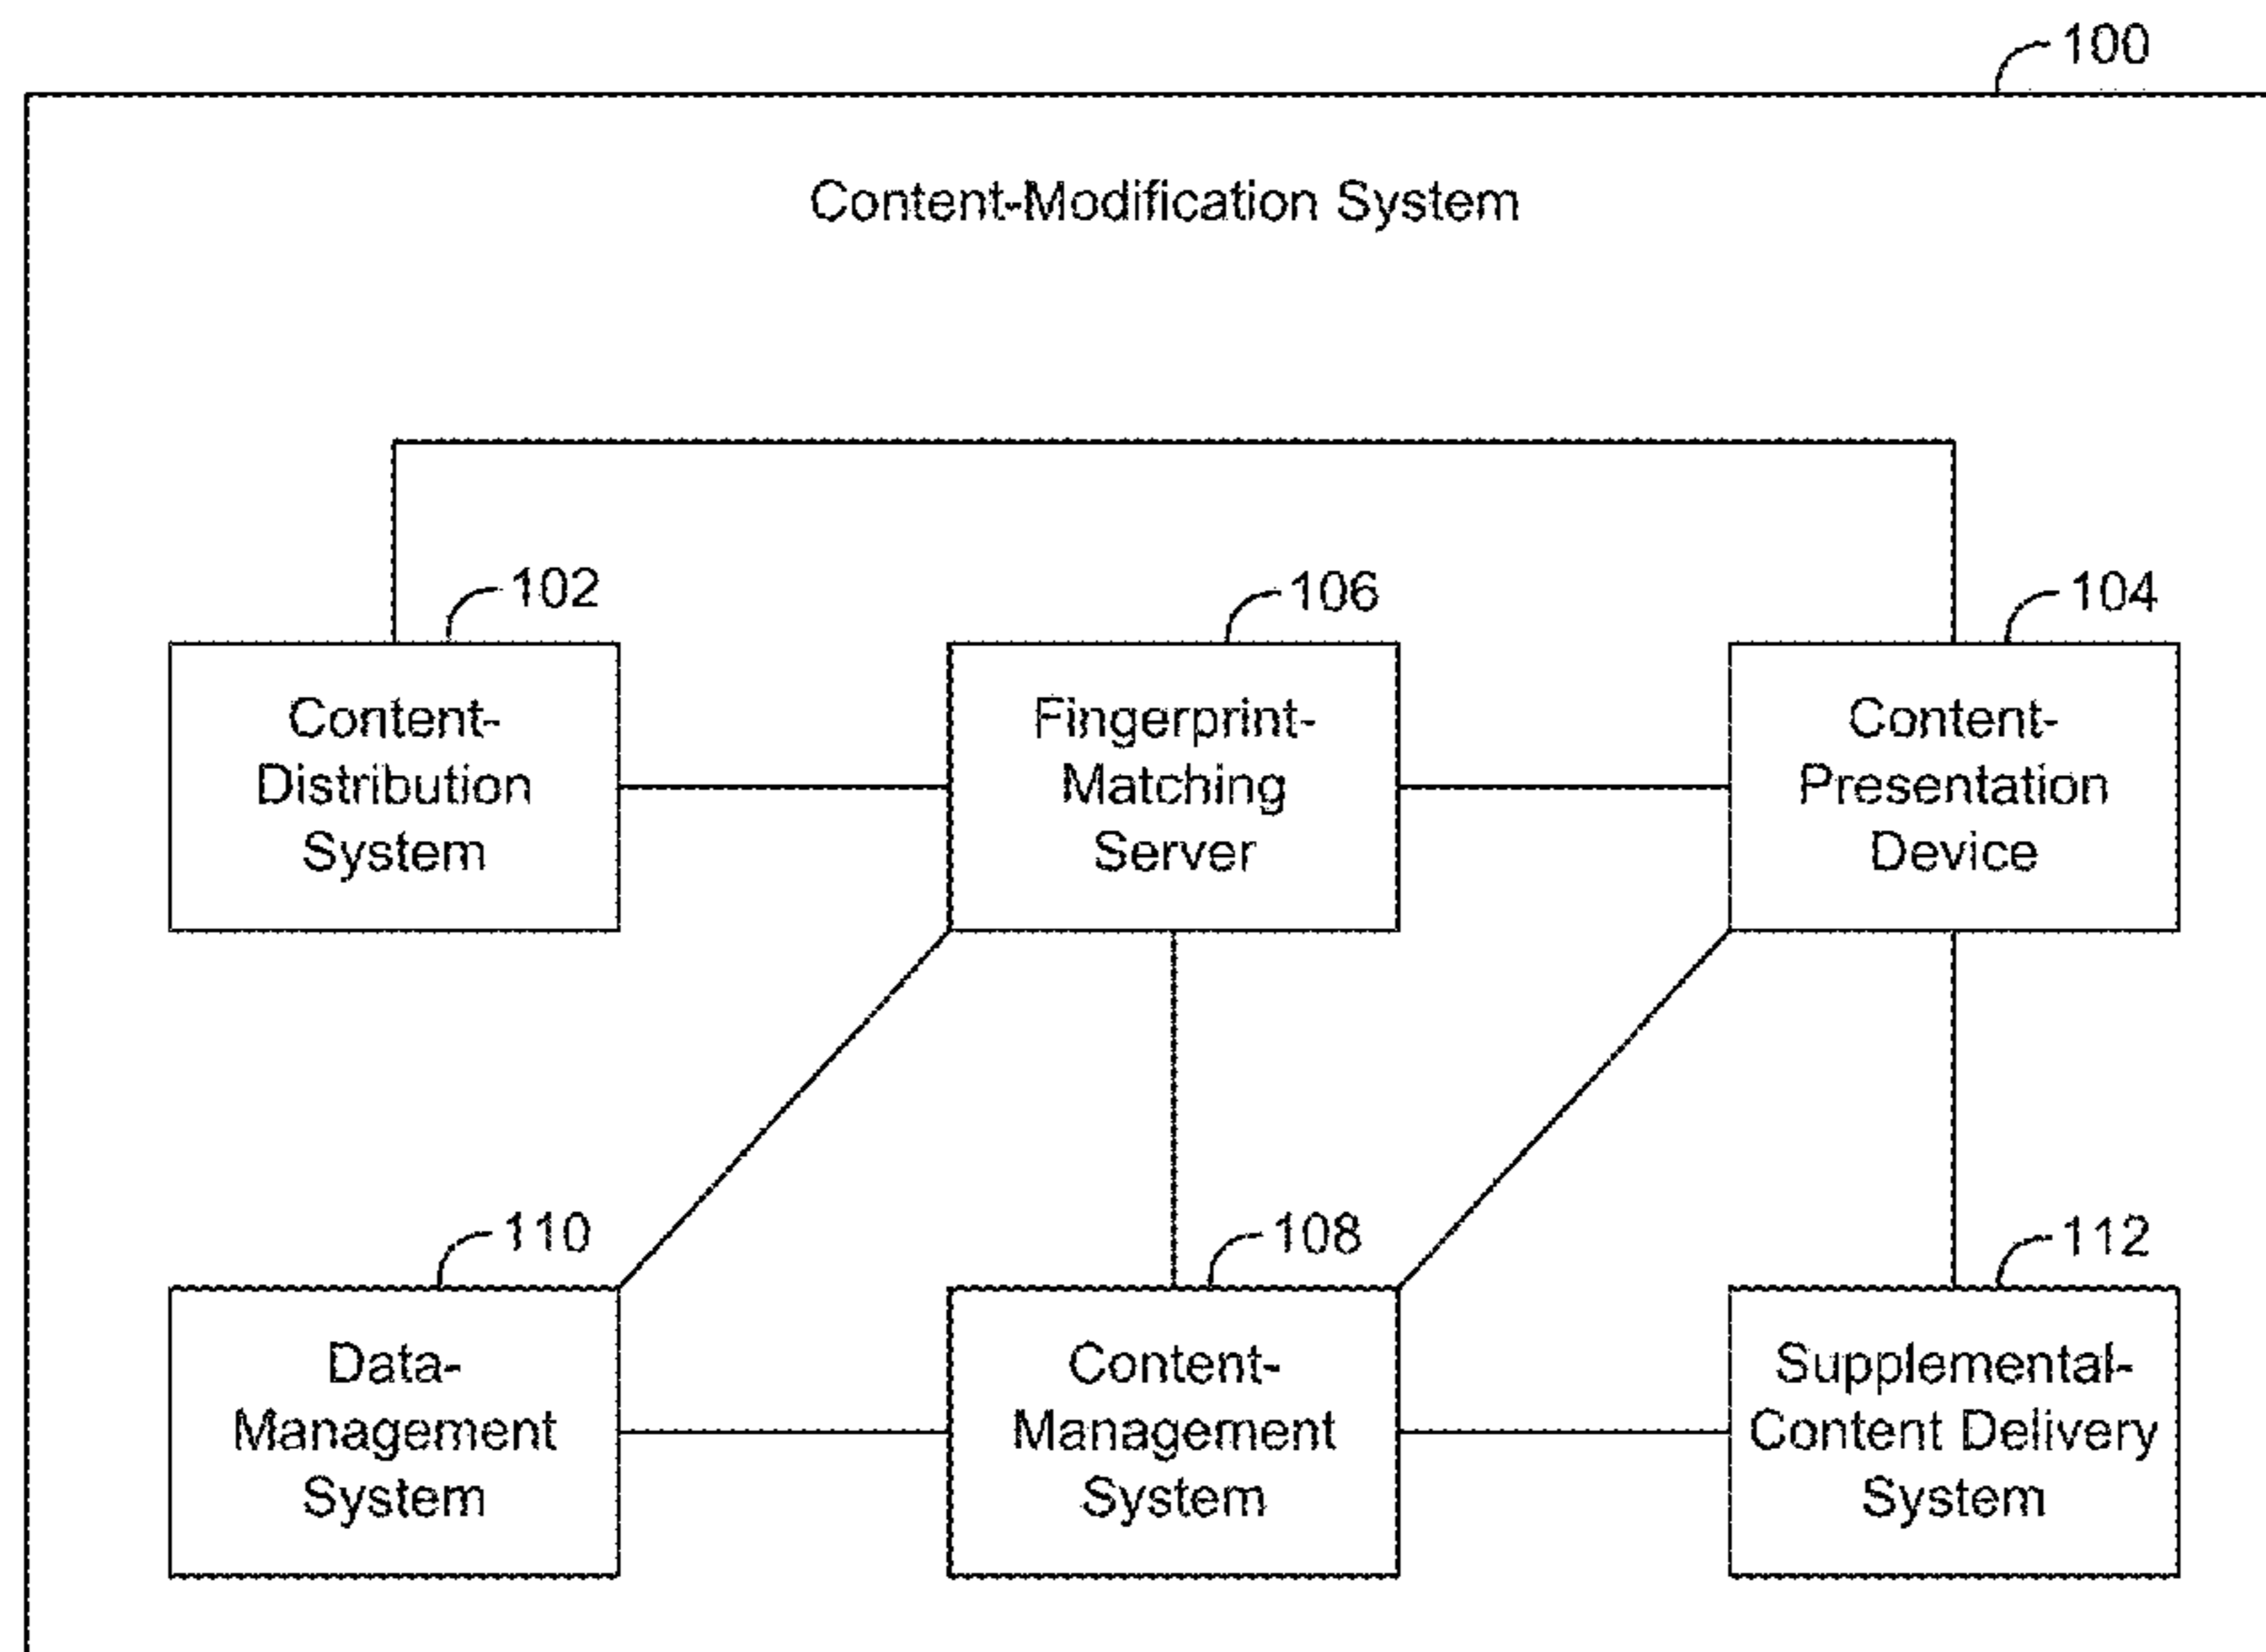 100
Content-Modification System
102
106
104
Content-
Distribution
System
Fingerprint-
Matching
Server
Content-
Presentation
Device
110
108
112
Data-
Management
System
Content-
Management
System
Supplemental-
Content Delivery
System